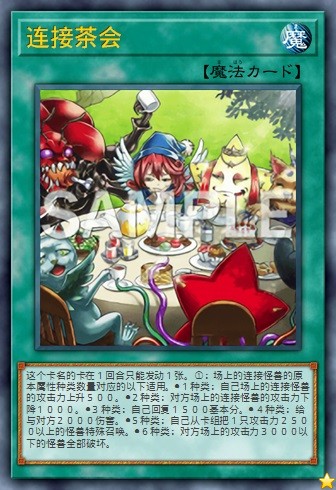 连接茶会
魔
【魔法カード】
SAMPLE
这个卡名的卡在１回合只能发动１张。①：场上的连接怪兽的原
本属性种类数量对应的以下适用。●１种类；自己场上的连接怪兽
的攻击力上升５００。●２种类；对方场上的连接怪兽的攻击力下
降１０００。●３种类；自己回复１５００基本分。●４种类；给
与对方２０００伤害。●５种类；自己从卡组把１只攻击力２５０
０以上的怪兽特殊召唤。●６种类；对方场上的攻击力３０００以
下的怪兽全部破坏。